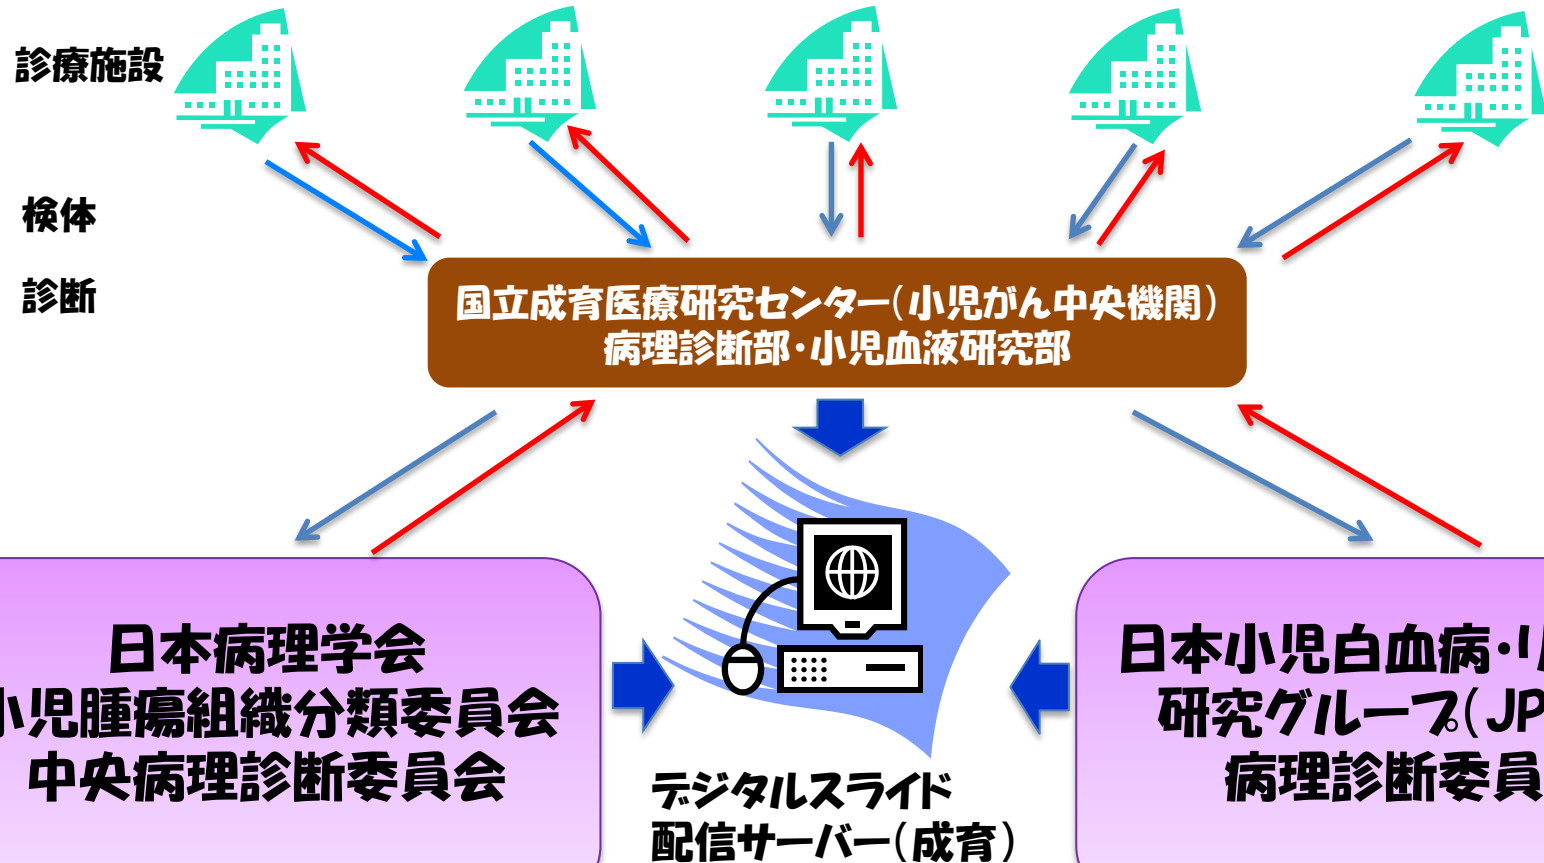 診療施設
検体
診断
国立成育医療研究センター(小児がん中央機関)
病理診断部・小児血液研究部
日本病理学会
小児腫瘍組織分類委員会
中央病理診断委員会
日本小児白血病・リ
研究グループ(JP
病理診断委員
デジタルスライド
配信サーバー(成育)